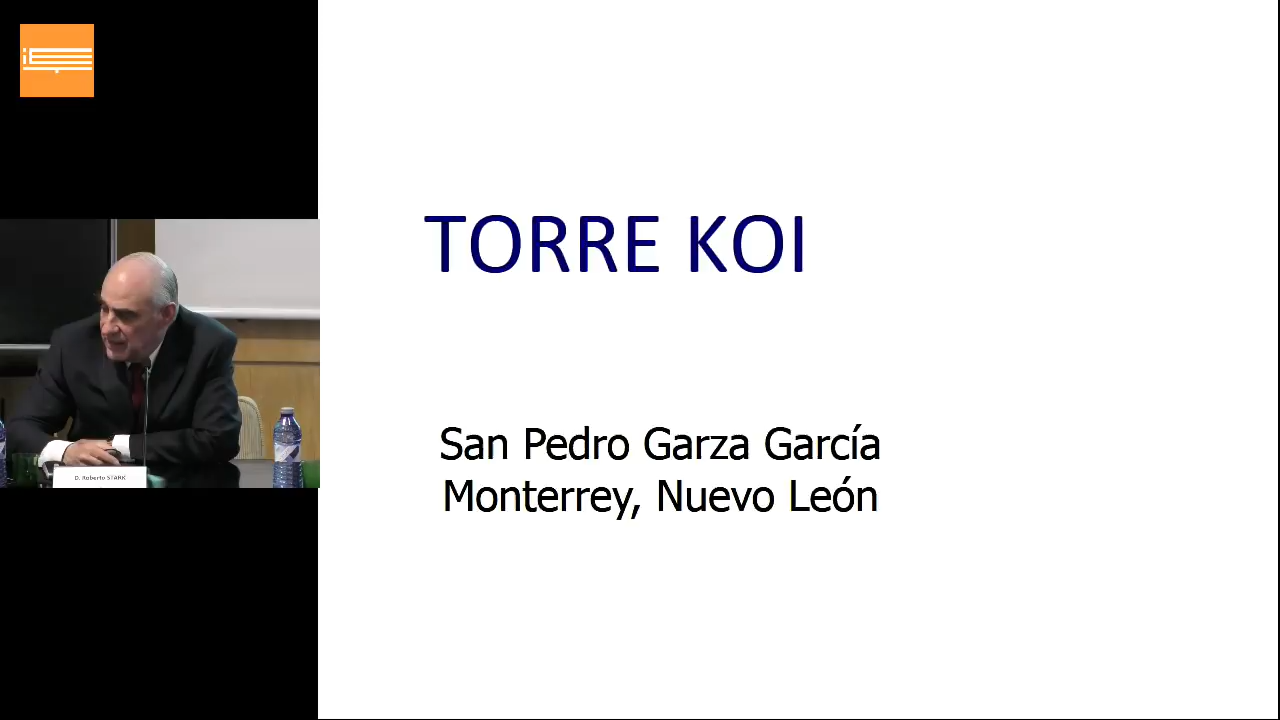 TORRE KOI
San Pedro Garza García
Monterrey, Nuevo León
D. Roberto STARK